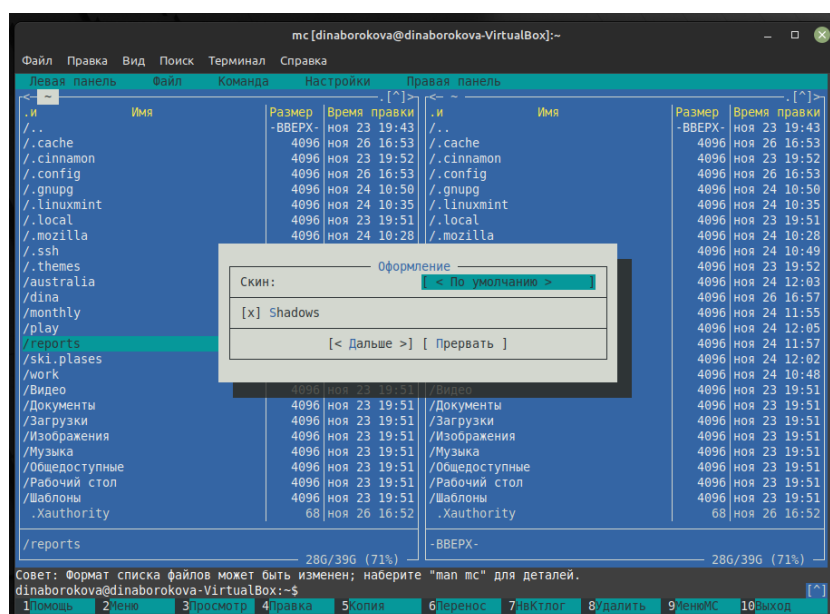 mc [dinaborokova@dinaborokova-VirtualBox]:~
Файл Правка Вид Поиск Терминал Справка
Левая панель Файл Команда Настройки Правая панель
<— ~ .[^]> <— ~ .[^]>
.и Имя Размер Время правки .и Имя Размер Время правки
/.. -ВВЕРХ- ноя 23 19:43 /.. -ВВЕРХ- ноя 23 19:43
/.cache 4096 ноя 26 16:53 /.cache 4096 ноя 26 16:53
/.cinnamon 4096 ноя 23 19:52 /.cinnamon 4096 ноя 23 19:52
/.config 4096 ноя 26 16:53 /.config 4096 ноя 26 16:53
/.gnupg 4096 ноя 24 10:50 /.gnupg 4096 ноя 24 10:50
/.linuxmint 4096 ноя 24 10:35 /.linuxmint 4096 ноя 24 10:35
/.local 4096 ноя 23 19:51 /.local 4096 ноя 23 19:51
/.mozilla 4096 ноя 24 10:28 /.mozilla 4096 ноя 24 10:28
/.ssh 4096 ноя 24 10:49
/.themes Оформление 4096 ноя 23 19:52
/australia Скин: [ < По умолчанию > ] 4096 ноя 24 12:03
/dina 4096 ноя 26 16:57
/monthly [x] Shadows 4096 ноя 24 11:55
/play 4096 ноя 24 12:05
/reports [< Дальше >] [ Прервать ] 4096 ноя 24 11:57
/ski.plases 4096 ноя 24 12:02
/work 4096 ноя 24 10:48
/Видео 4096 ноя 23 19:51 /Видео 4096 ноя 23 19:51
/Документы 4096 ноя 23 19:51 /Документы 4096 ноя 23 19:51
/Загрузки 4096 ноя 23 19:51 /Загрузки 4096 ноя 23 19:51
/Изображения 4096 ноя 23 19:51 /Изображения 4096 ноя 23 19:51
/Музыка 4096 ноя 23 19:51 /Музыка 4096 ноя 23 19:51
/Общедоступные 4096 ноя 23 19:51 /Общедоступные 4096 ноя 23 19:51
/Рабочий стол 4096 ноя 23 19:51 /Рабочий стол 4096 ноя 23 19:51
/Шаблоны 4096 ноя 23 19:51 /Шаблоны 4096 ноя 23 19:51
.Xauthority 68 ноя 26 16:52 .Xauthority 68 ноя 26 16:52
/reports -ВВЕРХ-
28G/39G (71%) 28G/39G (71%)
Совет: Формат списка файлов может быть изменен; наберите "man mc" для деталей.
dinaborokova@dinaborokova-VirtualBox:~$ [^]
1Помощь 2Меню 3Просмотр 4Правка 5Копия 6Перенос 7НвКтлог 8Удалить 9МенюМС 10Выход